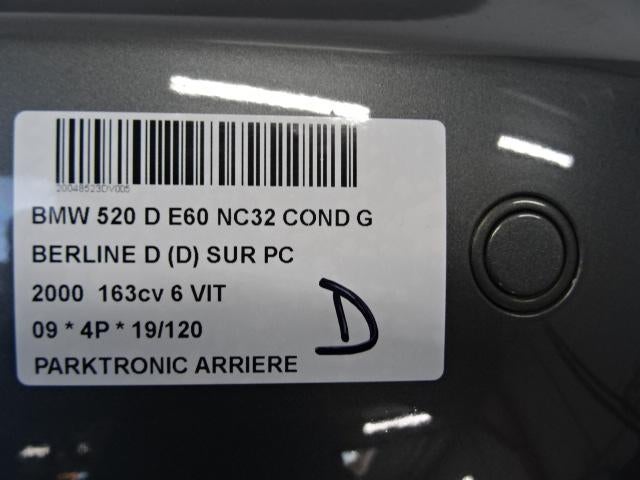 20048523DV005
BMW 520 D E60 NC32 COND G
BERLINE D (D) SUR PC
2000 163cv 6 VIT
09 * 4P * 19/120
PARKTRONIC ARRIERE
D